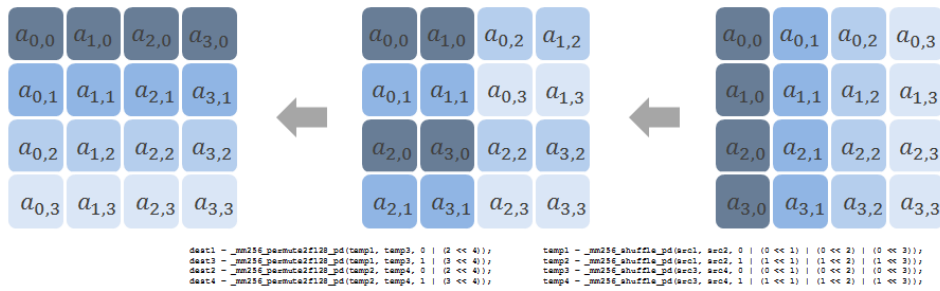 a0,0 a1,0 a2,0 a3,0 a0,0 a1,0 a0,2 a1,2 a0,0 a0,1 a0,2 a0,3
a0,1 a1,1 a2,1 a3,1 a0,1 a1,1 a0,3 a1,3 a1,0 a1,1 a1,2 a1,3
a0,2 a1,2 a2,2 a3,2 a2,0 a3,0 a2,2 a3,2 a2,0 a2,1 a2,2 a2,3
a0,3 a1,3 a2,3 a3,3 a2,1 a3,1 a2,3 a3,3 a3,0 a3,1 a3,2 a3,3
dest1 = _mm256_permute2f128_pd(temp1, temp3, 0 | (2 << 4));
dest3 = _mm256_permute2f128_pd(temp1, temp3, 1 | (3 << 4));
dest2 = _mm256_permute2f128_pd(temp2, temp4, 0 | (2 << 4));
dest4 = _mm256_permute2f128_pd(temp2, temp4, 1 | (3 << 4));
temp1 = _mm256_shuffle_pd(src1, src2, 0 | (0 << 1) | (0 << 2) | (0 << 3));
temp2 = _mm256_shuffle_pd(src1, src2, 1 | (1 << 1) | (1 << 2) | (1 << 3));
temp3 = _mm256_shuffle_pd(src3, src4, 0 | (0 << 1) | (0 << 2) | (0 << 3));
temp4 = _mm256_shuffle_pd(src3, src4, 1 | (1 << 1) | (1 << 2) | (1 << 3));